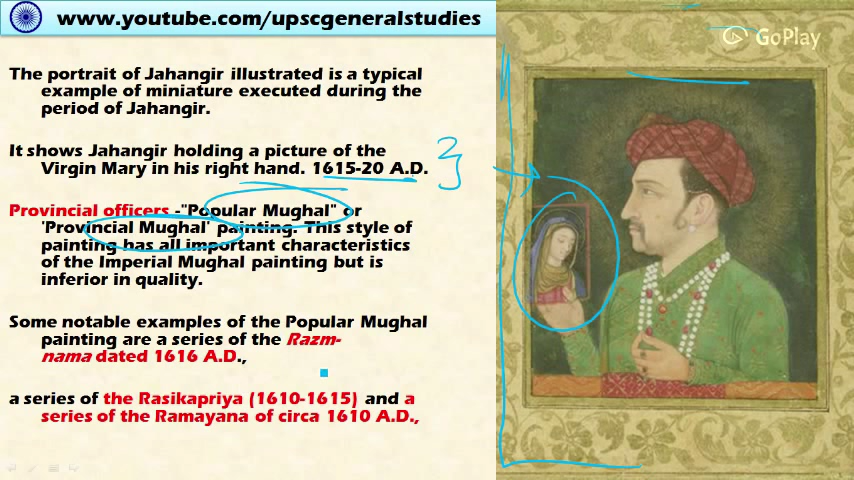 www.youtube.com/upscgeneralstudies
GoPlay
The portrait of Jahangir illustrated is a typical
example of miniature executed during the
period of Jahangir.
It shows Jahangir holding a picture of the
Virgin Mary in his right hand. 1615-20 A.D.
Provincial officers -"Popular Mughal" or
'Provincial Mughal' painting. This style of
painting has all important characteristics
of the Imperial Mughal painting but is
inferior in quality.
Some notable examples of the Popular Mughal
painting are a series of the Razm-
nama dated 1616 A.D.,
a series of the Rasikapriya (1610-1615) and a
series of the Ramayana of circa 1610 A.D.,